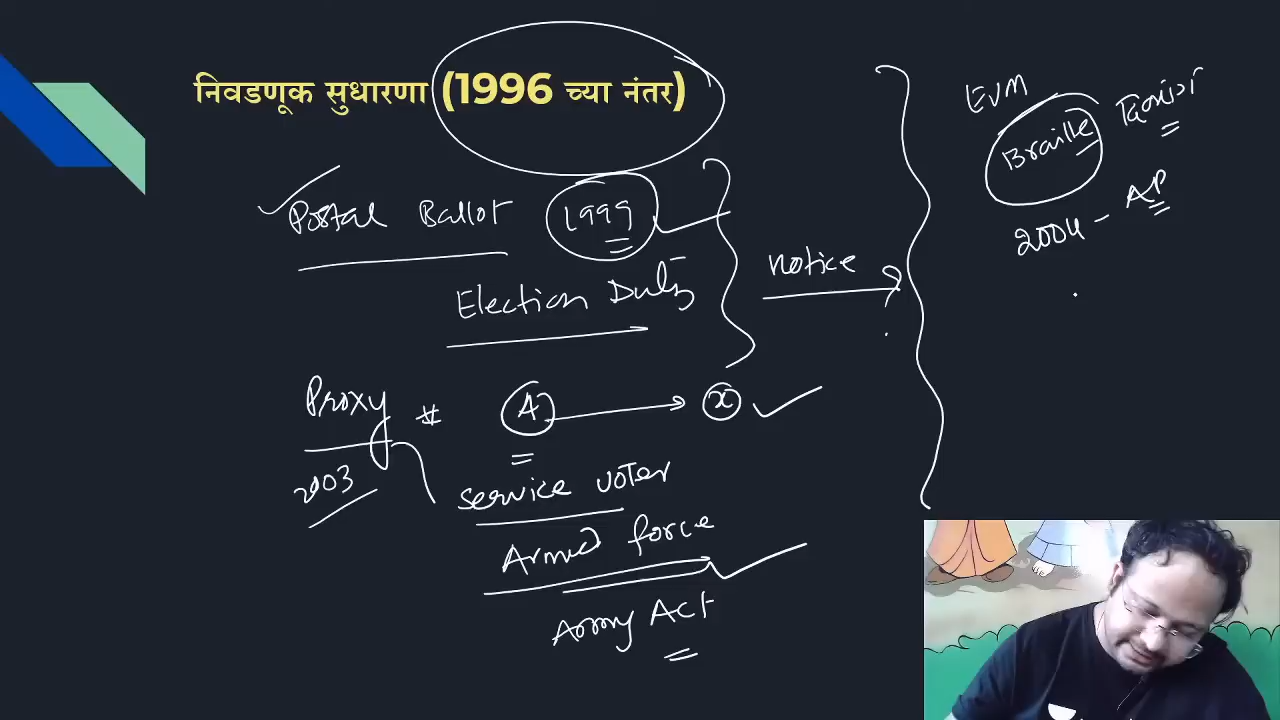 निवडणूक सुधारणा (1996 च्या नंतर)
Postal Ballot 1999
Election Duty
notice
Proxy * A → x
2003
service voter
Armed force
Army Act
EVM
Braille
2004 - AP